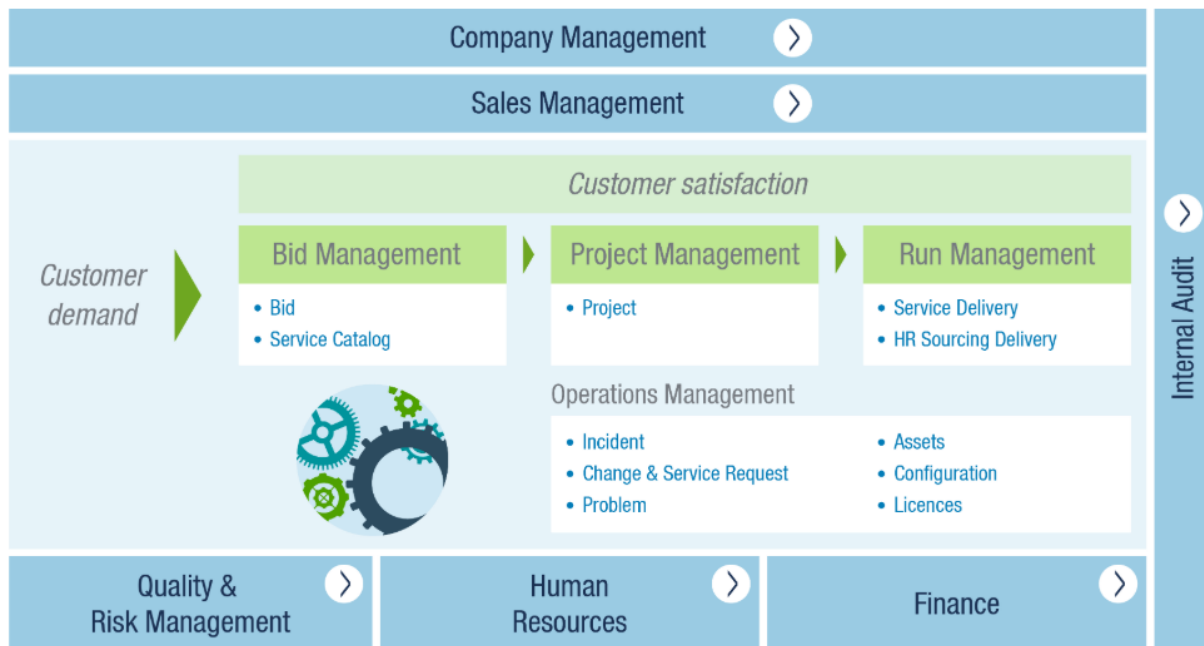 Company Management
Sales Management
Customer satisfaction
Customer
demand
Bid Management
Project Management
Run Management
• Bid
• Service Catalog
• Project
• Service Delivery
• HR Sourcing Delivery
Operations Management
• Incident
• Change & Service Request
• Problem
• Assets
• Configuration
• Licences
Internal Audit
Quality &
Risk Management
Human
Resources
Finance